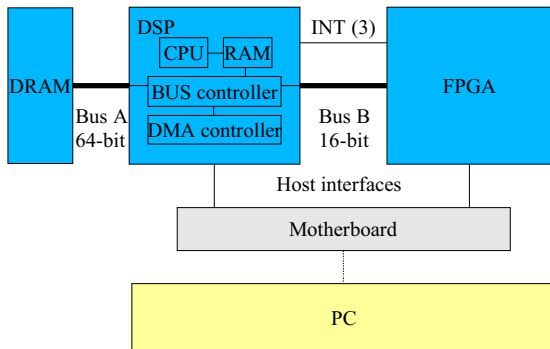 DSP
INT (3)
CPU
RAM
DRAM
BUS controller
FPGA
Bus A
64-bit
DMA controller
Bus B
16-bit
Host interfaces
Motherboard
PC